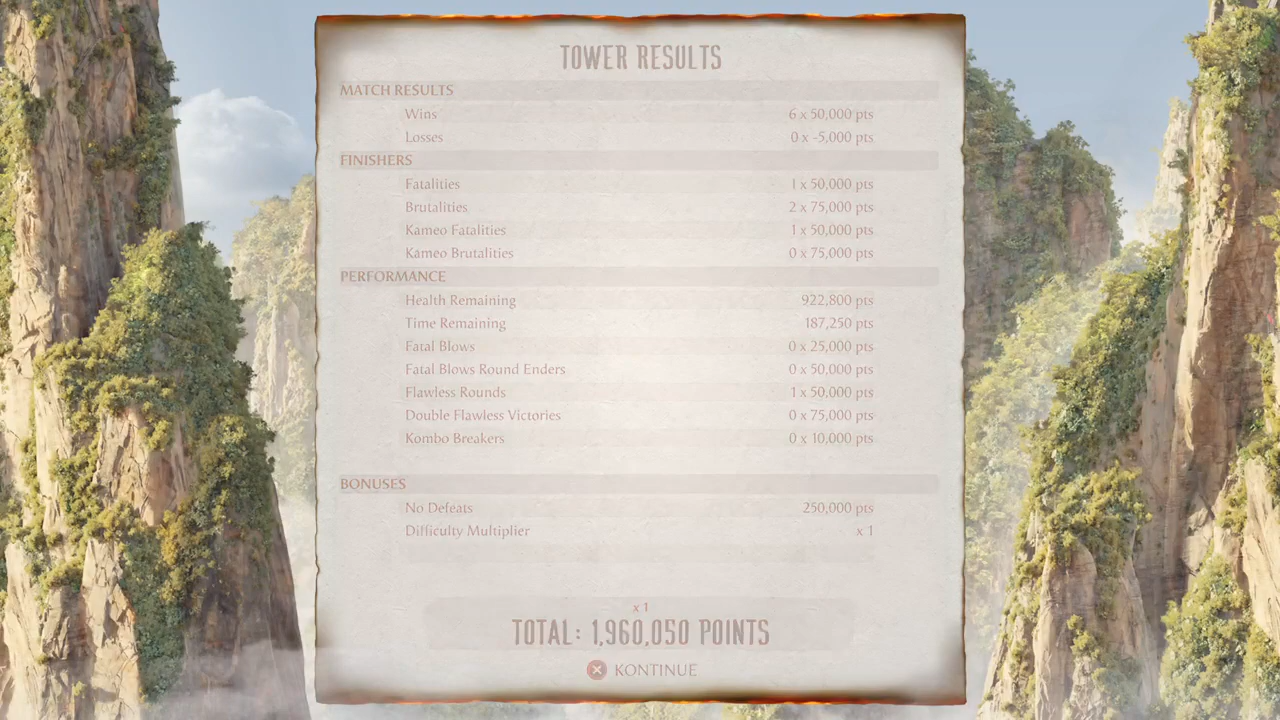 TOWER RESULTS
MATCH RESULTS
Wins 6 x 50,000 pts
Losses 0 x -5,000 pts
FINISHERS
Fatalities 1 x 50,000 pts
Brutalities 2 x 75,000 pts
Kameo Fatalities 1 x 50,000 pts
Kameo Brutalities 0 x 75,000 pts
PERFORMANCE
Health Remaining 922,800 pts
Time Remaining 187,250 pts
Fatal Blows 0 x 25,000 pts
Fatal Blows Round Enders 0 x 50,000 pts
Flawless Rounds 1 x 50,000 pts
Double Flawless Victories 0 x 75,000 pts
Kombo Breakers 0 x 10,000 pts
BONUSES
No Defeats 250,000 pts
Difficulty Multiplier x 1
x 1
TOTAL: 1,960,050 POINTS
KONTINUE